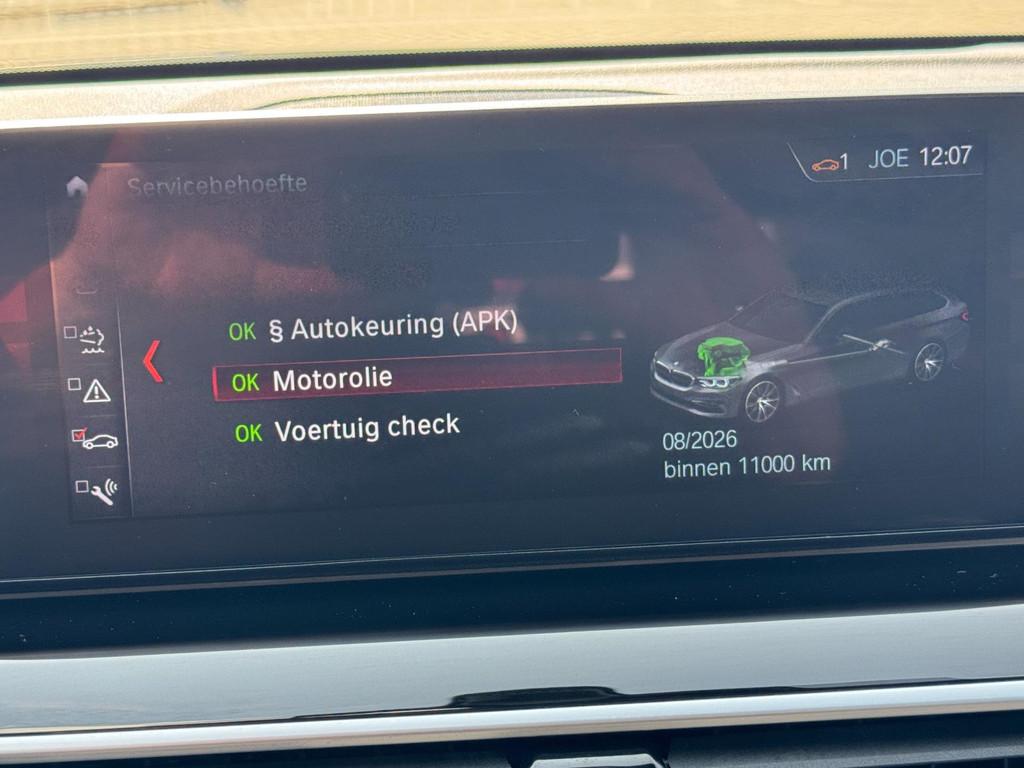 Servicebehoefte
1 JOE 12:07
OK § Autokeuring (APK)
OK Motorolie
OK Voertuig check
08/2026
binnen 11000 km